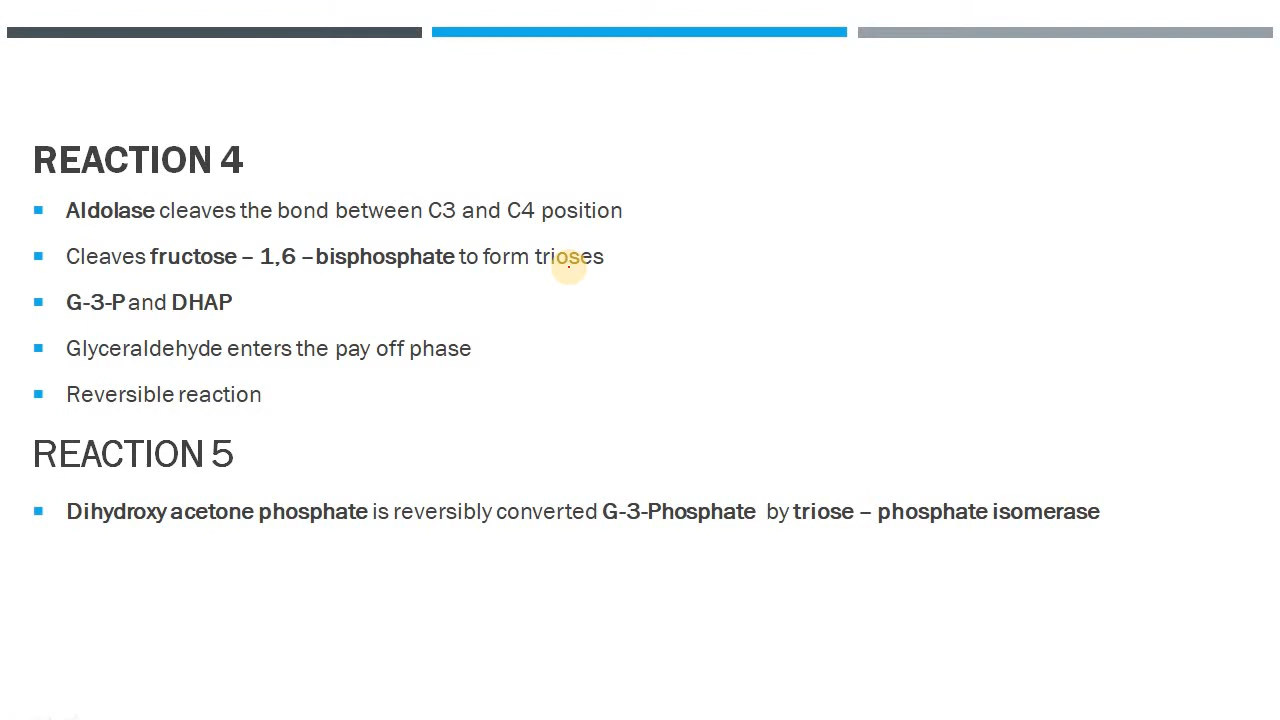 REACTION 4
Aldolase cleaves the bond between C3 and C4 position
Cleaves fructose – 1,6 –bisphosphate to form trioses
G-3-P and DHAP
Glyceraldehyde enters the pay off phase
Reversible reaction
REACTION 5
Dihydroxy acetone phosphate is reversibly converted G-3-Phosphate by triose – phosphate isomerase